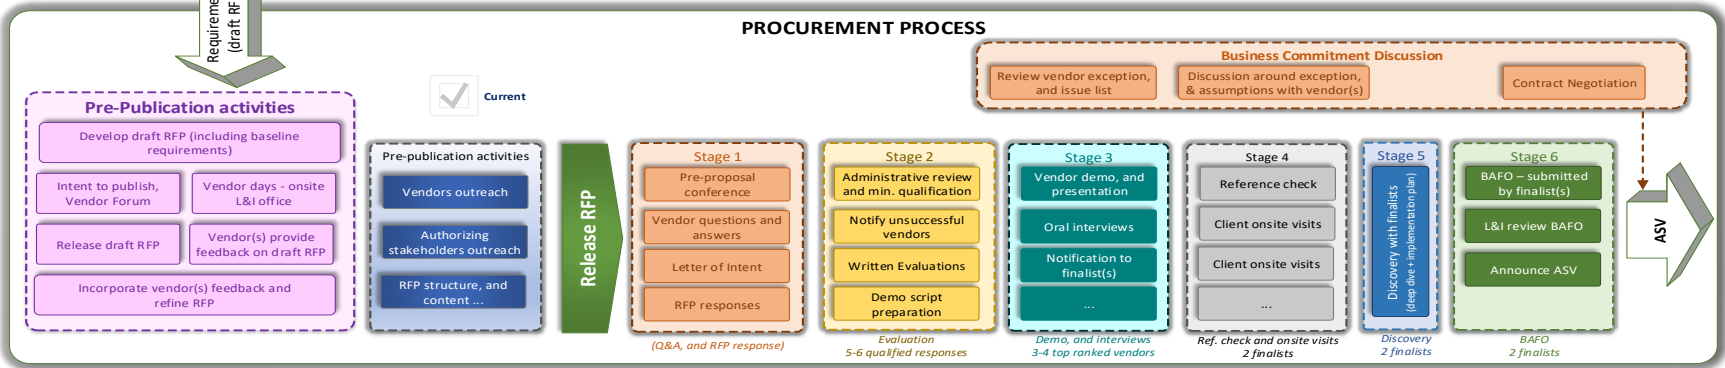 Requireme
(draft RF
PROCUREMENT PROCESS
Business Commitment Discussion
Review vendor exception,
and issue list
Discussion around exception,
& assumptions with vendor(s)
Contract Negotiation
Current
Pre-Publication activities
Develop draft RFP (including baseline
requirements)
Intent to publish,
Vendor Forum
Vendor days - onsite
L&I office
Release draft RFP
Vendor(s) provide
feedback on draft RFP
Incorporate vendor(s) feedback and
refine RFP
Pre-publication activities
Vendors outreach
Authorizing
stakeholders outreach
RFP structure, and
content ...
Release RFP
Stage 1
Pre-proposal
conference
Vendor questions and
answers
Letter of Intent
RFP responses
(Q&A, and RFP response)
Stage 2
Administrative review
and min. qualification
Notify unsuccessful
vendors
Written Evaluations
Demo script
preparation
Evaluation
5-6 qualified responses
Stage 3
Vendor demo, and
presentation
Oral interviews
Notification to
finalist(s)
...
Demo, and interviews
3-4 top ranked vendors
Stage 4
Reference check
Client onsite visits
Client onsite visits
...
Ref. check and onsite visits
2 finalists
Stage 5
Discovery with finalists
(deep dive + implementation plan)
Discovery
2 finalists
Stage 6
BAFO – submitted
by finalist(s)
L&I review BAFO
Announce ASV
BAFO
2 finalists
ASV